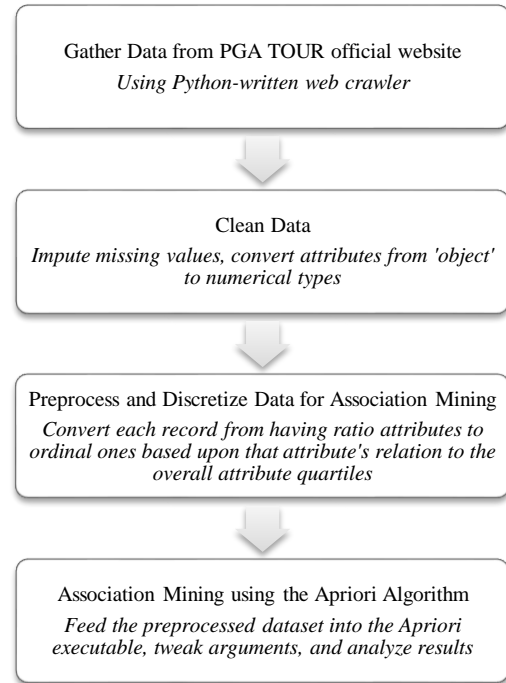 Gather Data from PGA TOUR official website
Using Python-written web crawler
Clean Data
Impute missing values, convert attributes from 'object'
to numerical types
Preprocess and Discretize Data for Association Mining
Convert each record from having ratio attributes to
ordinal ones based upon that attribute's relation to the
overall attribute quartiles
Association Mining using the Apriori Algorithm
Feed the preprocessed dataset into the Apriori
executable, tweak arguments, and analyze results